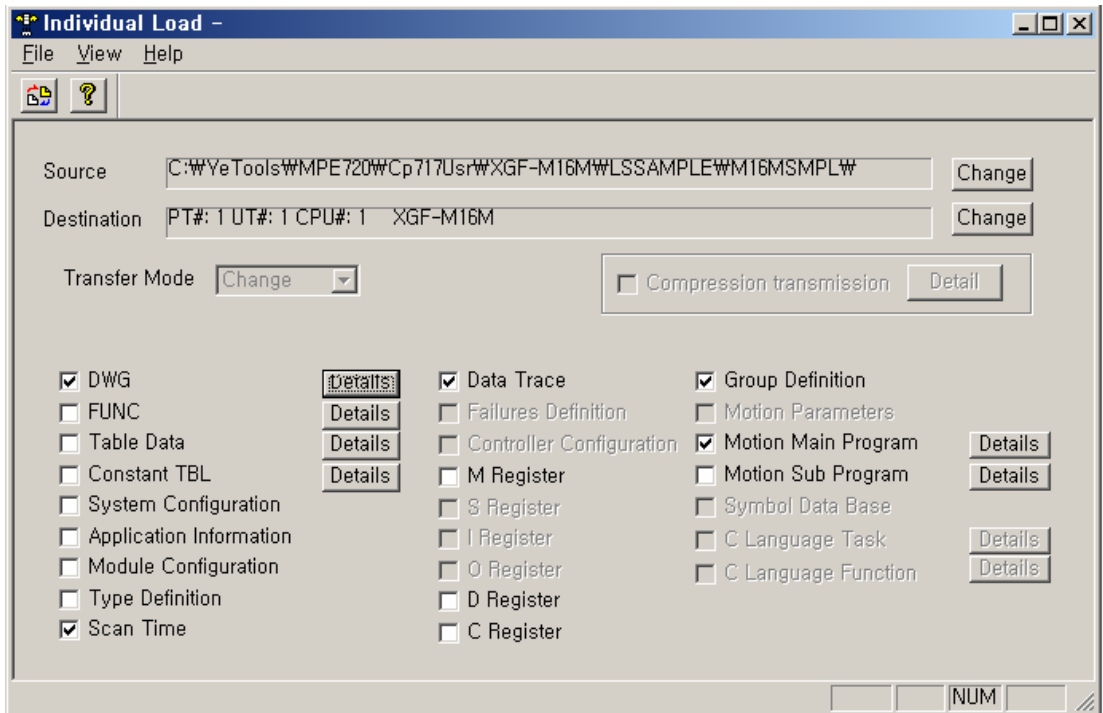 Individual Load -
File View Help
Source C:₩YeTools₩MPE720₩Cp717Usr₩XGF-M16M₩LSSAMPLE₩M16MSMPL₩ Change
Destination PT#: 1 UT#: 1 CPU#: 1 XGF-M16M Change
Transfer Mode Change Compression transmission Detail
DWG Details Data Trace Group Definition
FUNC Details Failures Definition Motion Parameters
Table Data Details Controller Configuration Motion Main Program Details
Constant TBL Details M Register Motion Sub Program Details
System Configuration S Register Symbol Data Base
Application Information I Register C Language Task Details
Module Configuration O Register C Language Function Details
Type Definition D Register
Scan Time C Register
NUM